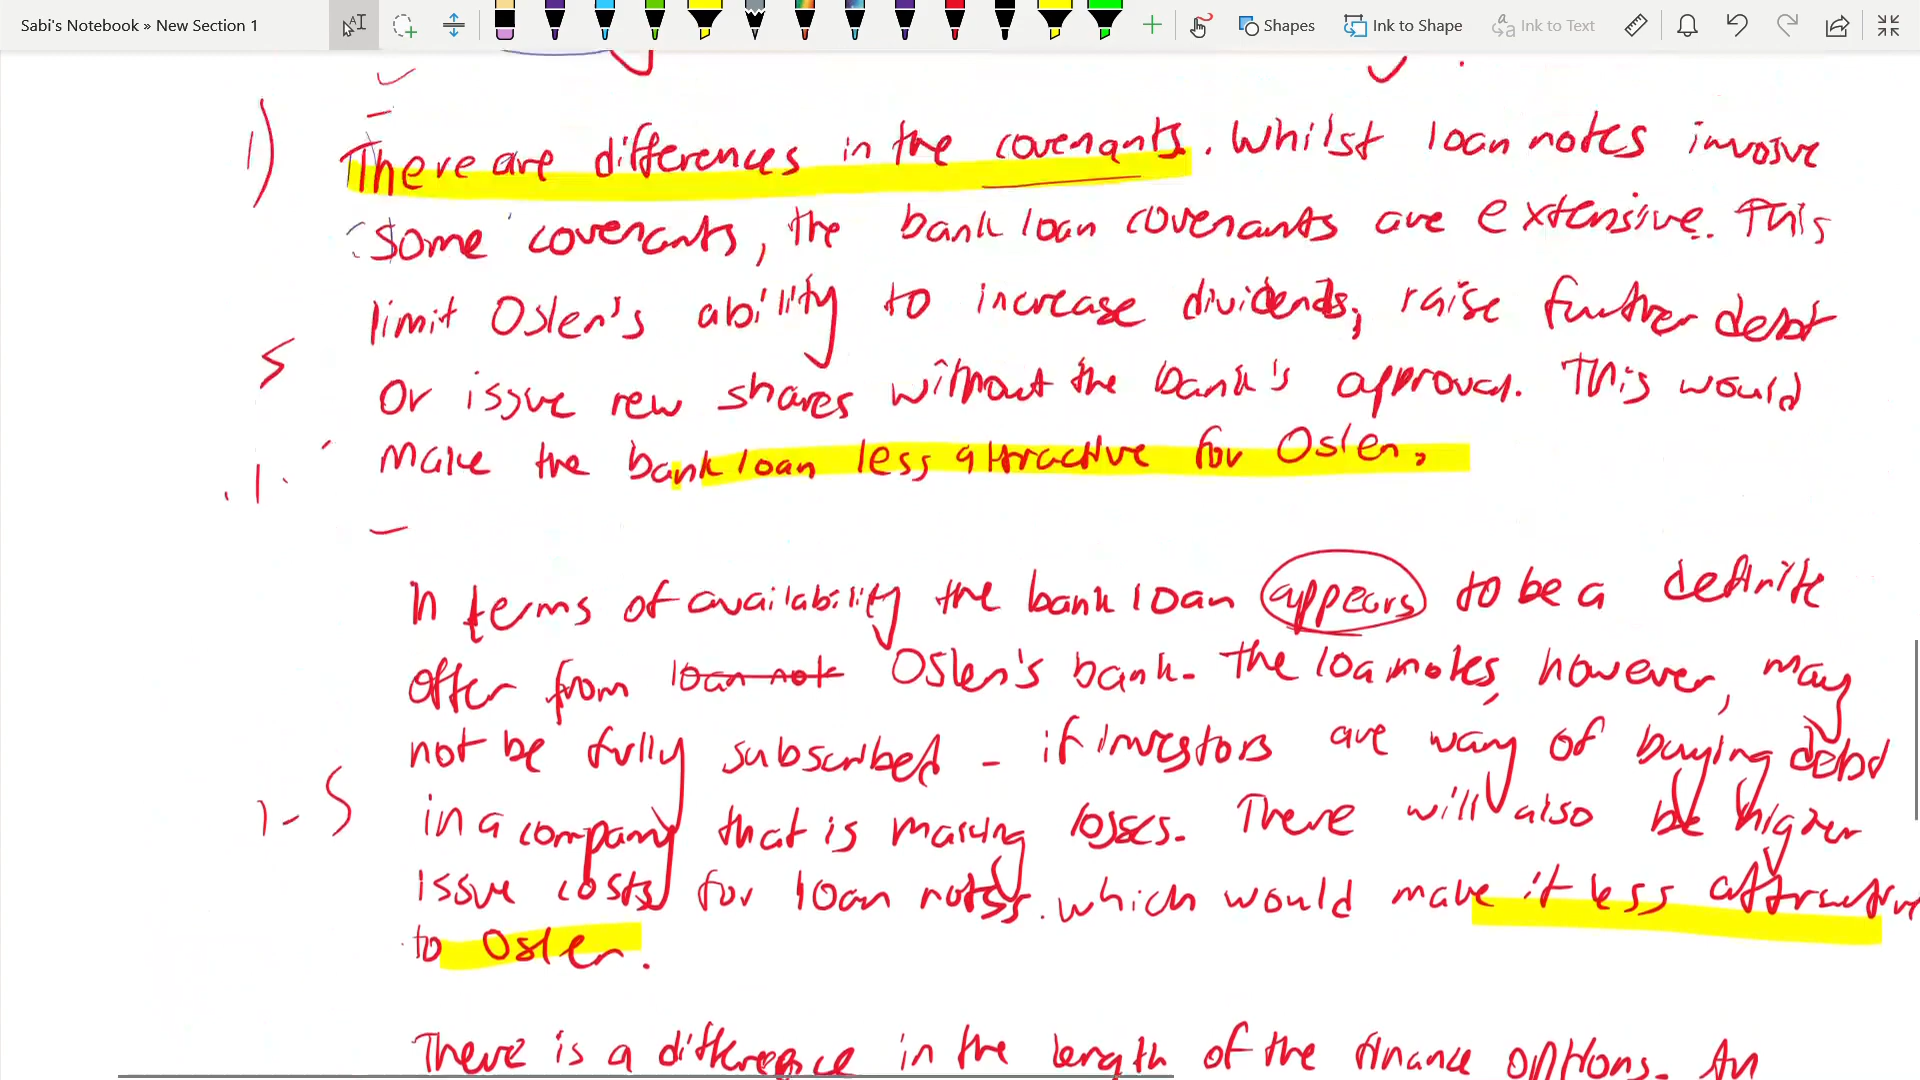 Sabi's Notebook » New Section 1
Shapes
Ink to Shape
Ink to Text
1) There are differences in the covenants. Whilst loan notes involve
some covenants, the bank loan covenants are extensive. This
limit Oslen's ability to increase dividends, raise further debt
or issue new shares without the bank's approval. This would
make the bank loan less attractive for Oslen.
In terms of availability the bank loan appears to be a definite
offer from loan not Oslen's bank. The loan notes, however, may
not be fully subscribed - if investors are wary of buying debt
in a company that is making losses. There will also be higher
issue costs for loan notes. which would make it less attractive
to Oslen.
There is a difference in the length of the finance options. An